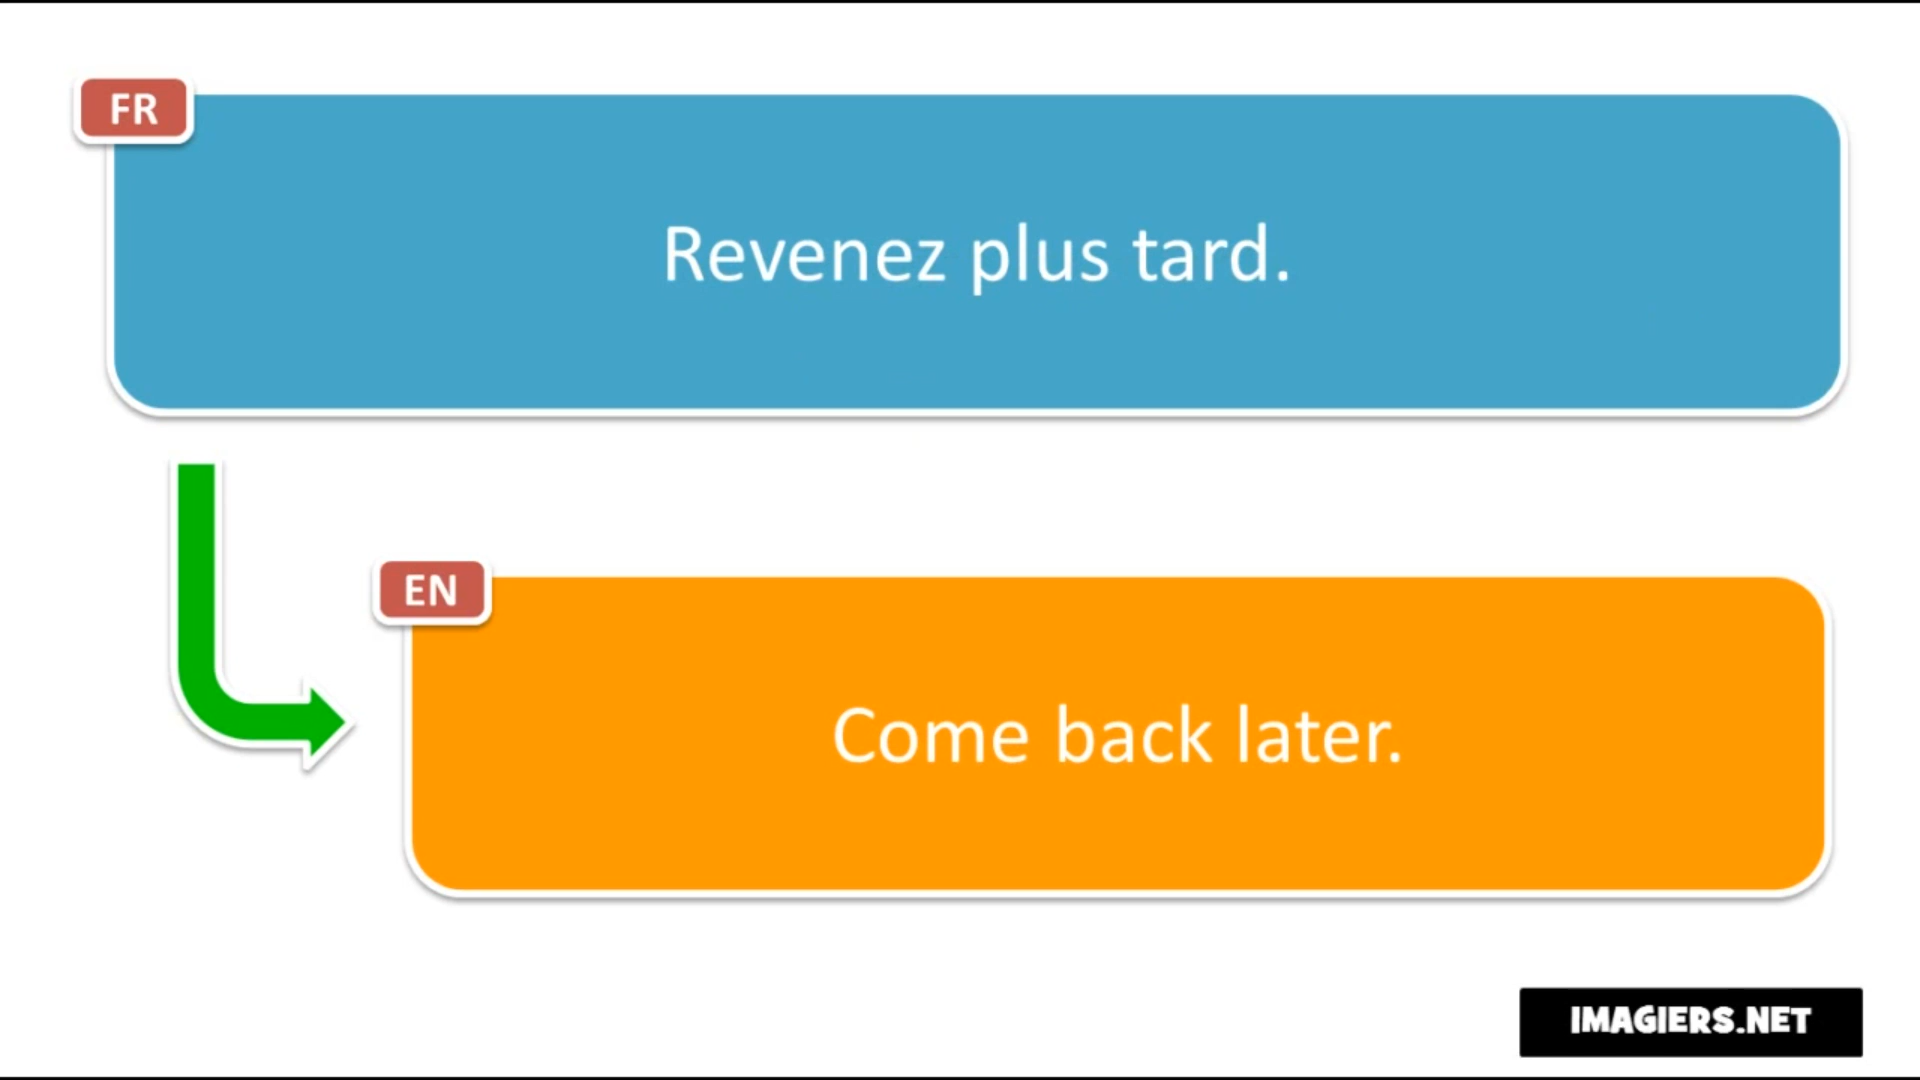 FR
Revenez plus tard.
EN
Come back later.
IMAGIERS.NET